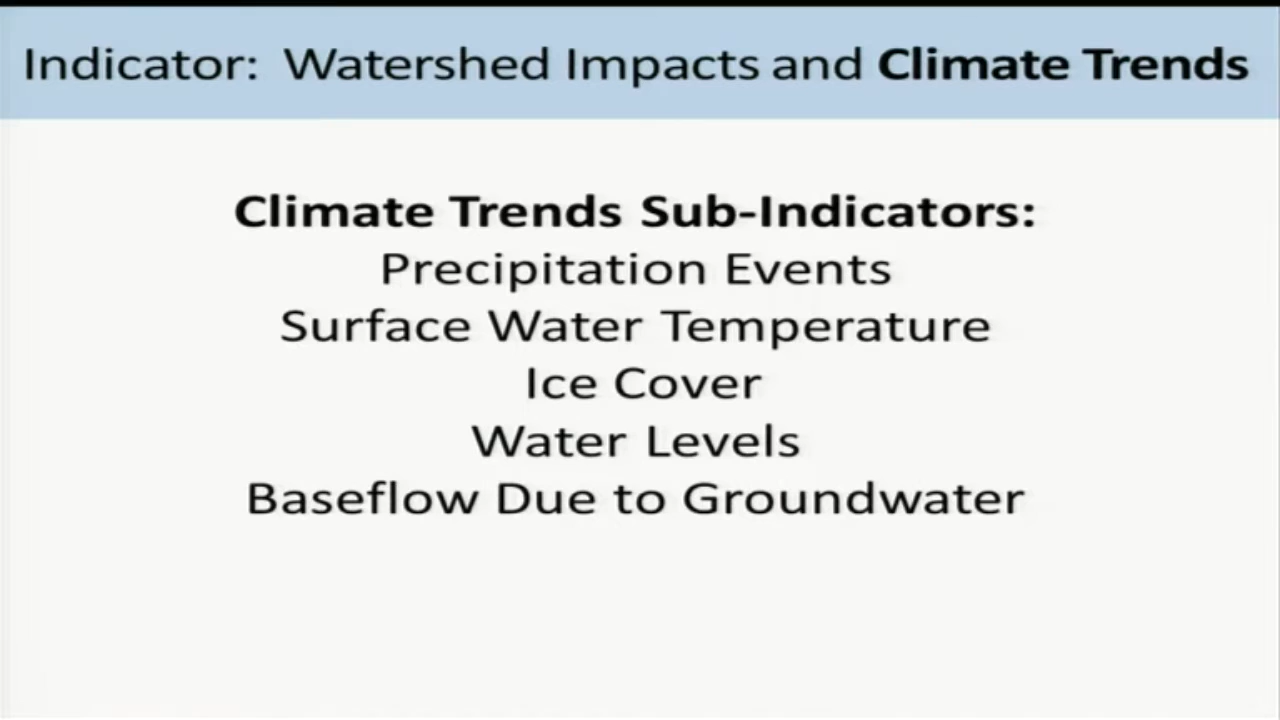 Indicator: Watershed Impacts and Climate Trends
Climate Trends Sub-Indicators:
Precipitation Events
Surface Water Temperature
Ice Cover
Water Levels
Baseflow Due to Groundwater